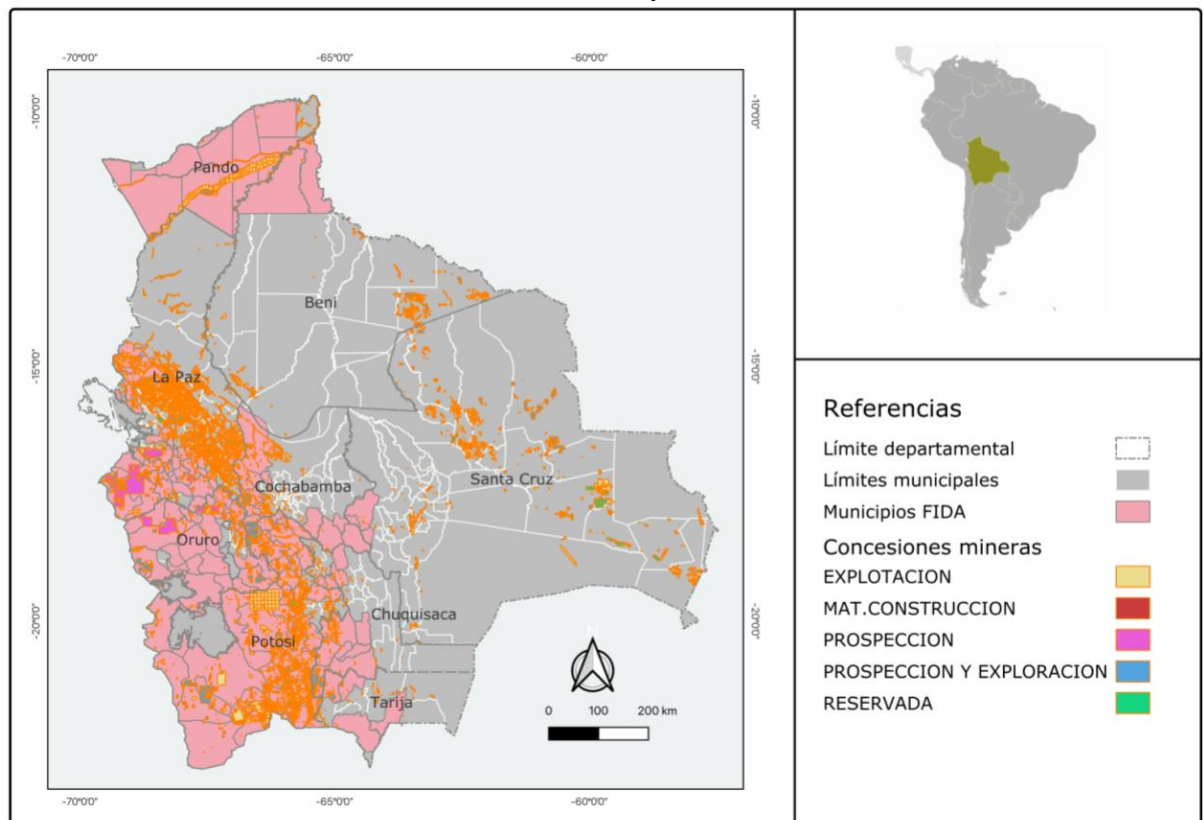 -70°0'0" -65°0'0" -60°0'0"
-10°0'0" -10°0'0"
Pando
Beni
-15°0'0" -15°0'0"
La Paz
Santa Cruz
Cochabamba
Oruro
Chuquisaca
-20°0'0" -20°0'0"
Potosí
Tarija
0 100 200 km
-70°0'0" -65°0'0" -60°0'0"
Referencias
Límite departamental
Límites municipales
Municipios FIDA
Concesiones mineras
EXPLOTACION
MAT.CONSTRUCCION
PROSPECCION
PROSPECCION Y EXPLORACION
RESERVADA